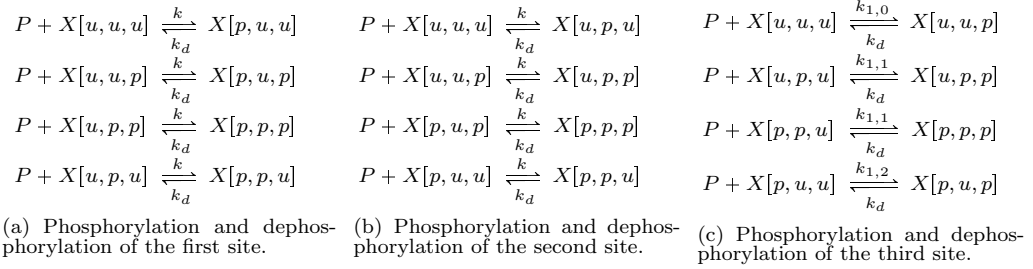 P + X[u, u, u] ⇌ X[p, u, u] k k_d
P + X[u, u, p] ⇌ X[p, u, p] k k_d
P + X[u, p, p] ⇌ X[p, p, p] k k_d
P + X[u, p, u] ⇌ X[p, p, u] k k_d
(a) Phosphorylation and dephos-
phorylation of the first site.
P + X[u, u, u] ⇌ X[u, p, u] k k_d
P + X[u, u, p] ⇌ X[u, p, p] k k_d
P + X[p, u, p] ⇌ X[p, p, p] k k_d
P + X[p, u, u] ⇌ X[p, p, u] k k_d
(b) Phosphorylation and dephos-
phorylation of the second site.
P + X[u, u, u] ⇌ X[u, u, p] k_{1,0} k_d
P + X[u, p, u] ⇌ X[u, p, p] k_{1,1} k_d
P + X[p, p, u] ⇌ X[p, p, p] k_{1,1} k_d
P + X[p, u, u] ⇌ X[p, u, p] k_{1,2} k_d
(c) Phosphorylation and dephos-
phorylation of the third site.